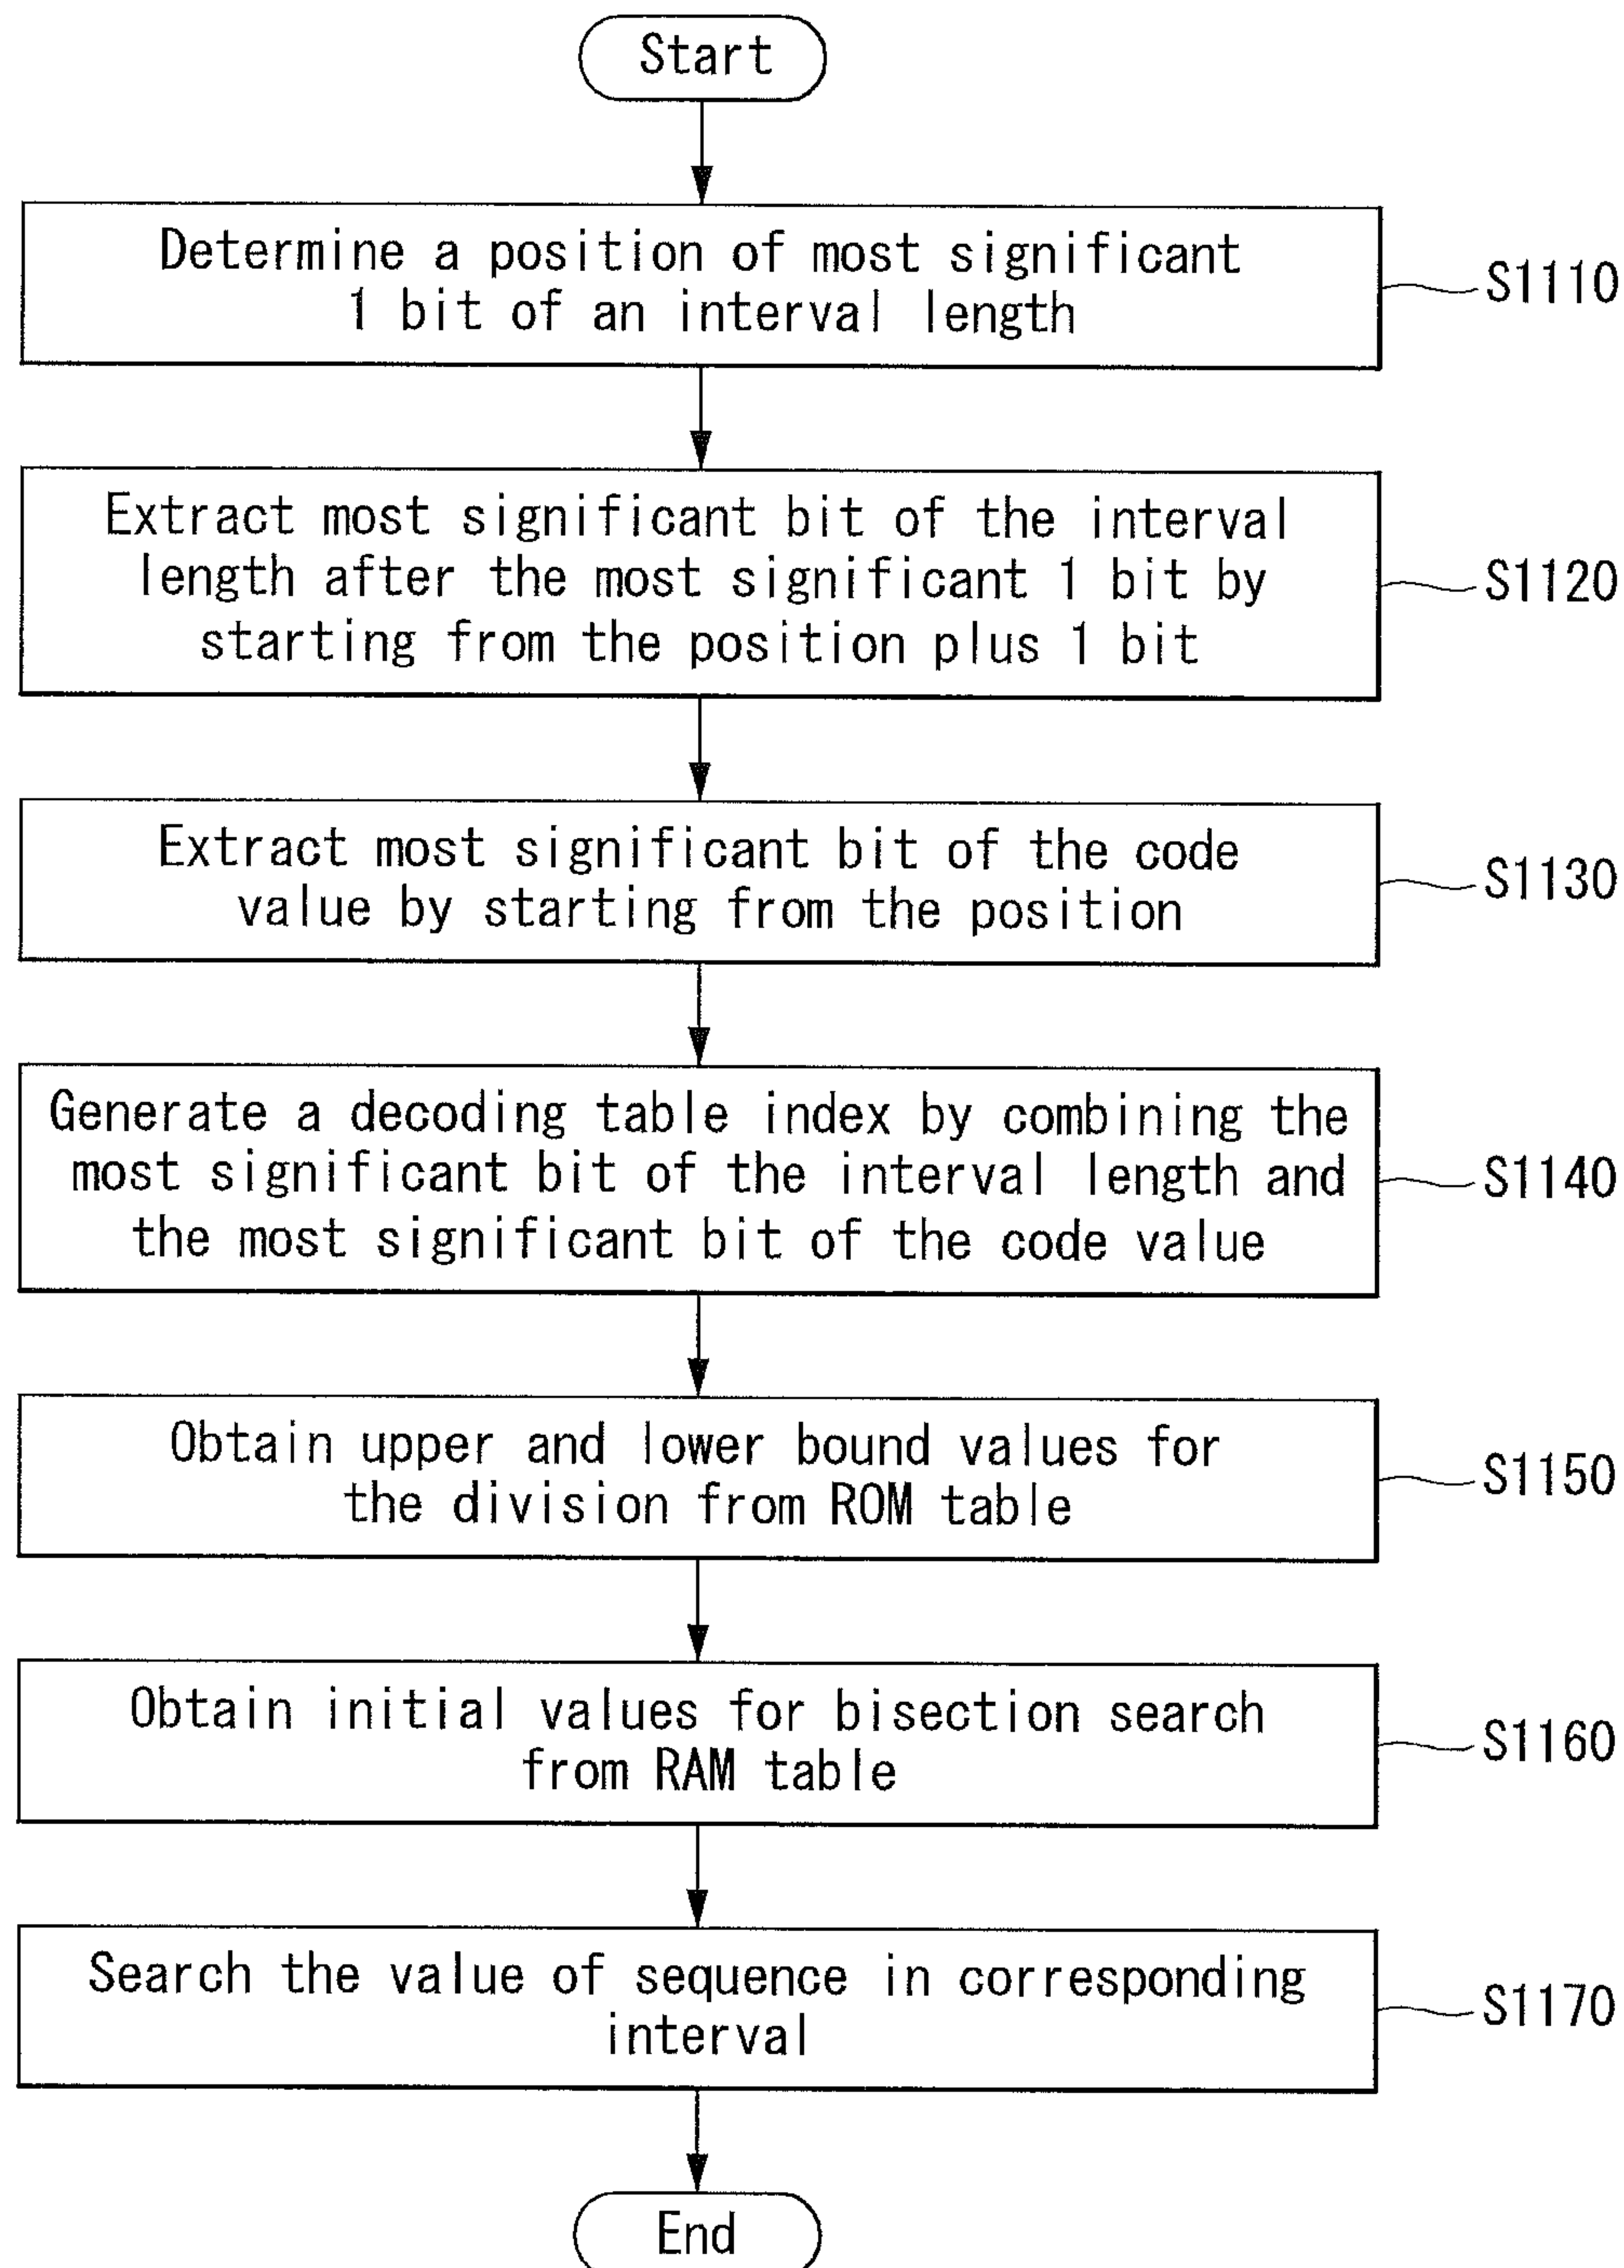 Start
Determine a position of most significant
1 bit of an interval length
S1110
Extract most significant bit of the interval
length after the most significant 1 bit by
starting from the position plus 1 bit
S1120
Extract most significant bit of the code
value by starting from the position
S1130
Generate a decoding table index by combining the
most significant bit of the interval length and
the most significant bit of the code value
S1140
Obtain upper and lower bound values for
the division from ROM table
S1150
Obtain initial values for bisection search
from RAM table
S1160
Search the value of sequence in corresponding
interval
S1170
End